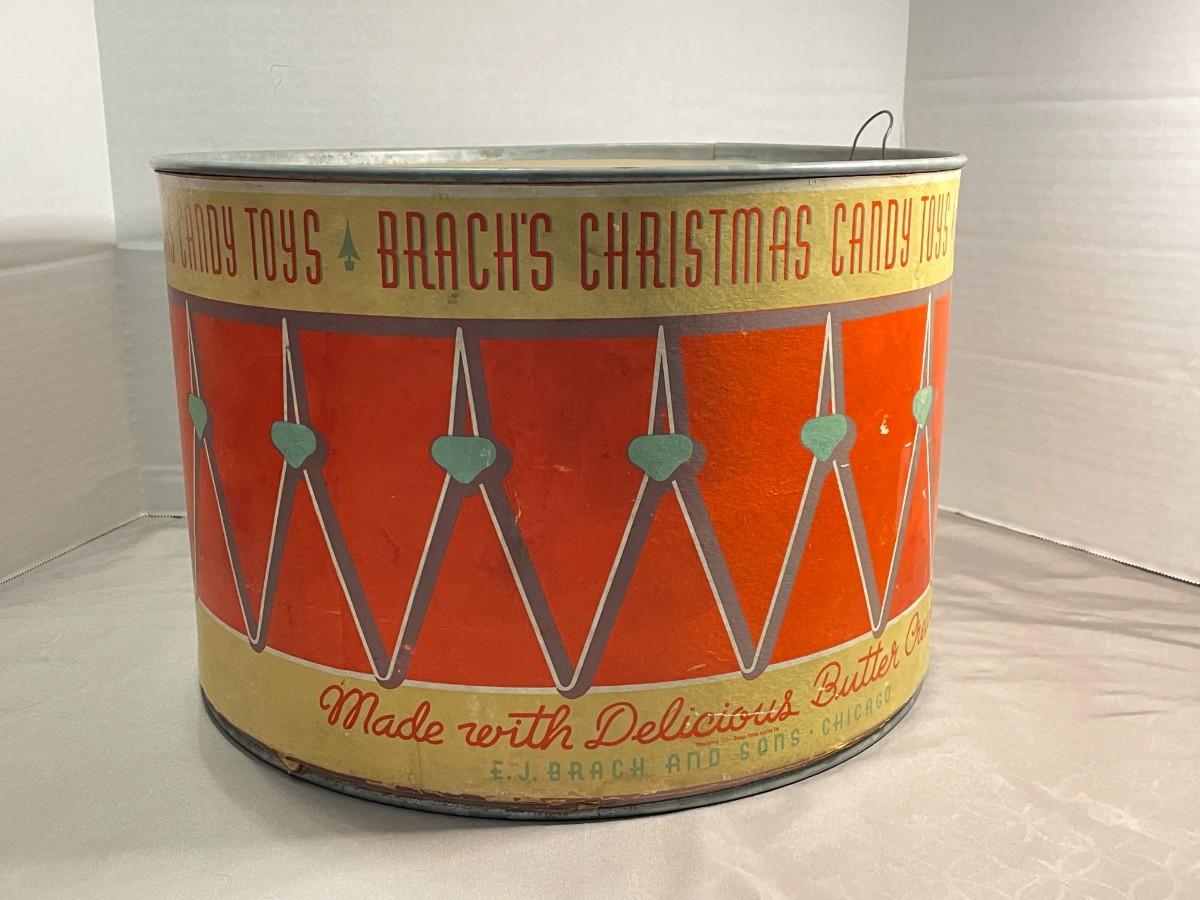 CANDY TOYS BRACH'S CHRISTMAS CANDY TOYS
Made with Delicious Butter
E.J. BRACH AND SONS · CHICAGO